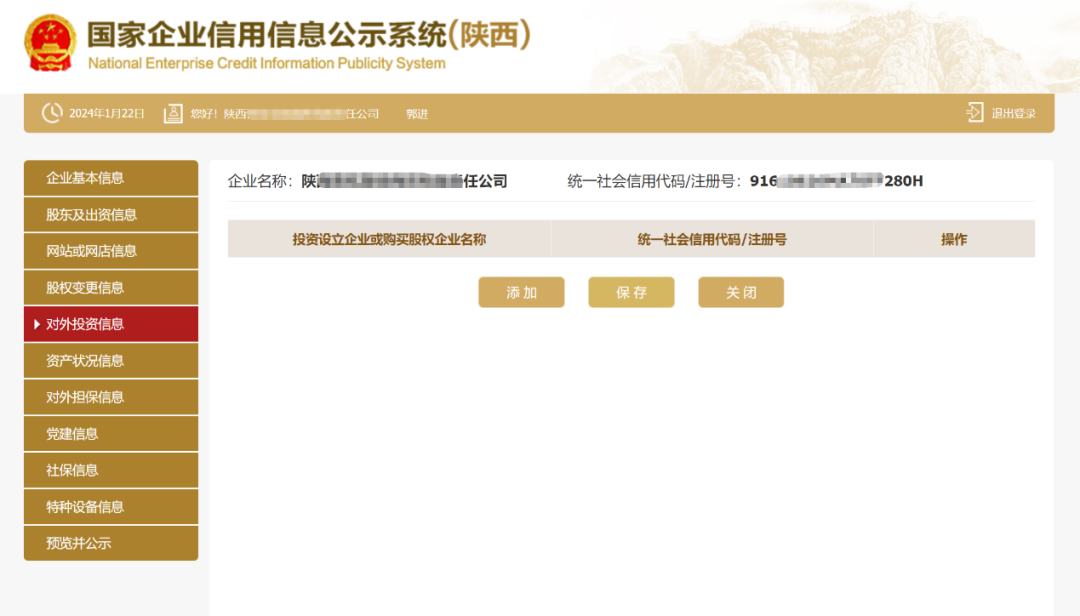 国家企业信用信息公示系统(陕西)
National Enterprise Credit Information Publicity System
2024年1月22日 您好！陕西 任公司 郭进 退出登录
企业基本信息
股东及出资信息
网站或网店信息
股权变更信息
对外投资信息
资产状况信息
对外担保信息
党建信息
社保信息
特种设备信息
预览并公示
企业名称：陕 任公司 统一社会信用代码/注册号：916 280H
投资设立企业或购买股权企业名称 统一社会信用代码/注册号 操作
添加 保存 关闭